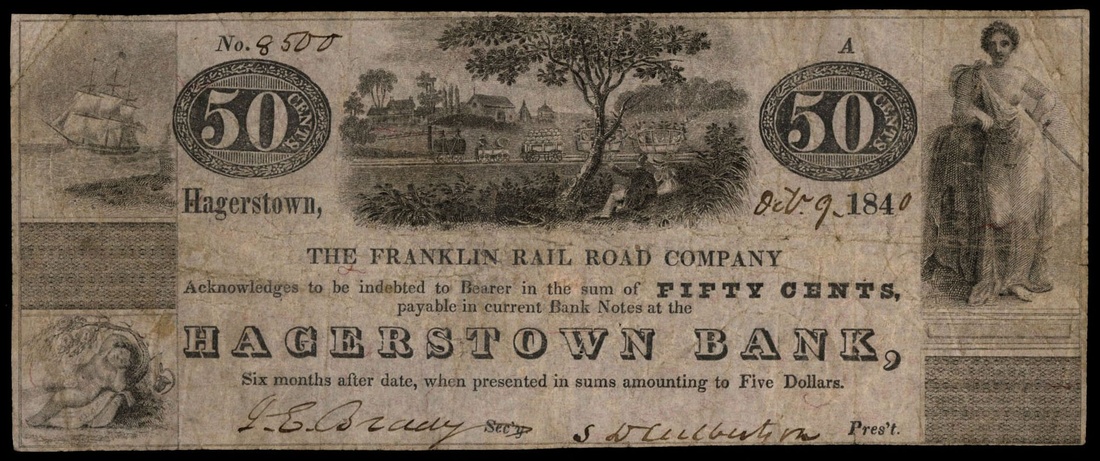 No. 8500
A
50 CENTS
50 CENTS
Hagerstown,
Oct. 9 1840
THE FRANKLIN RAIL ROAD COMPANY
Acknowledges to be indebted to Bearer in the sum of FIFTY CENTS,
payable in current Bank Notes at the
HAGERSTOWN BANK,
Six months after date, when presented in sums amounting to Five Dollars.
J. E. Brady Sec'y S D Culbertson Pres't.